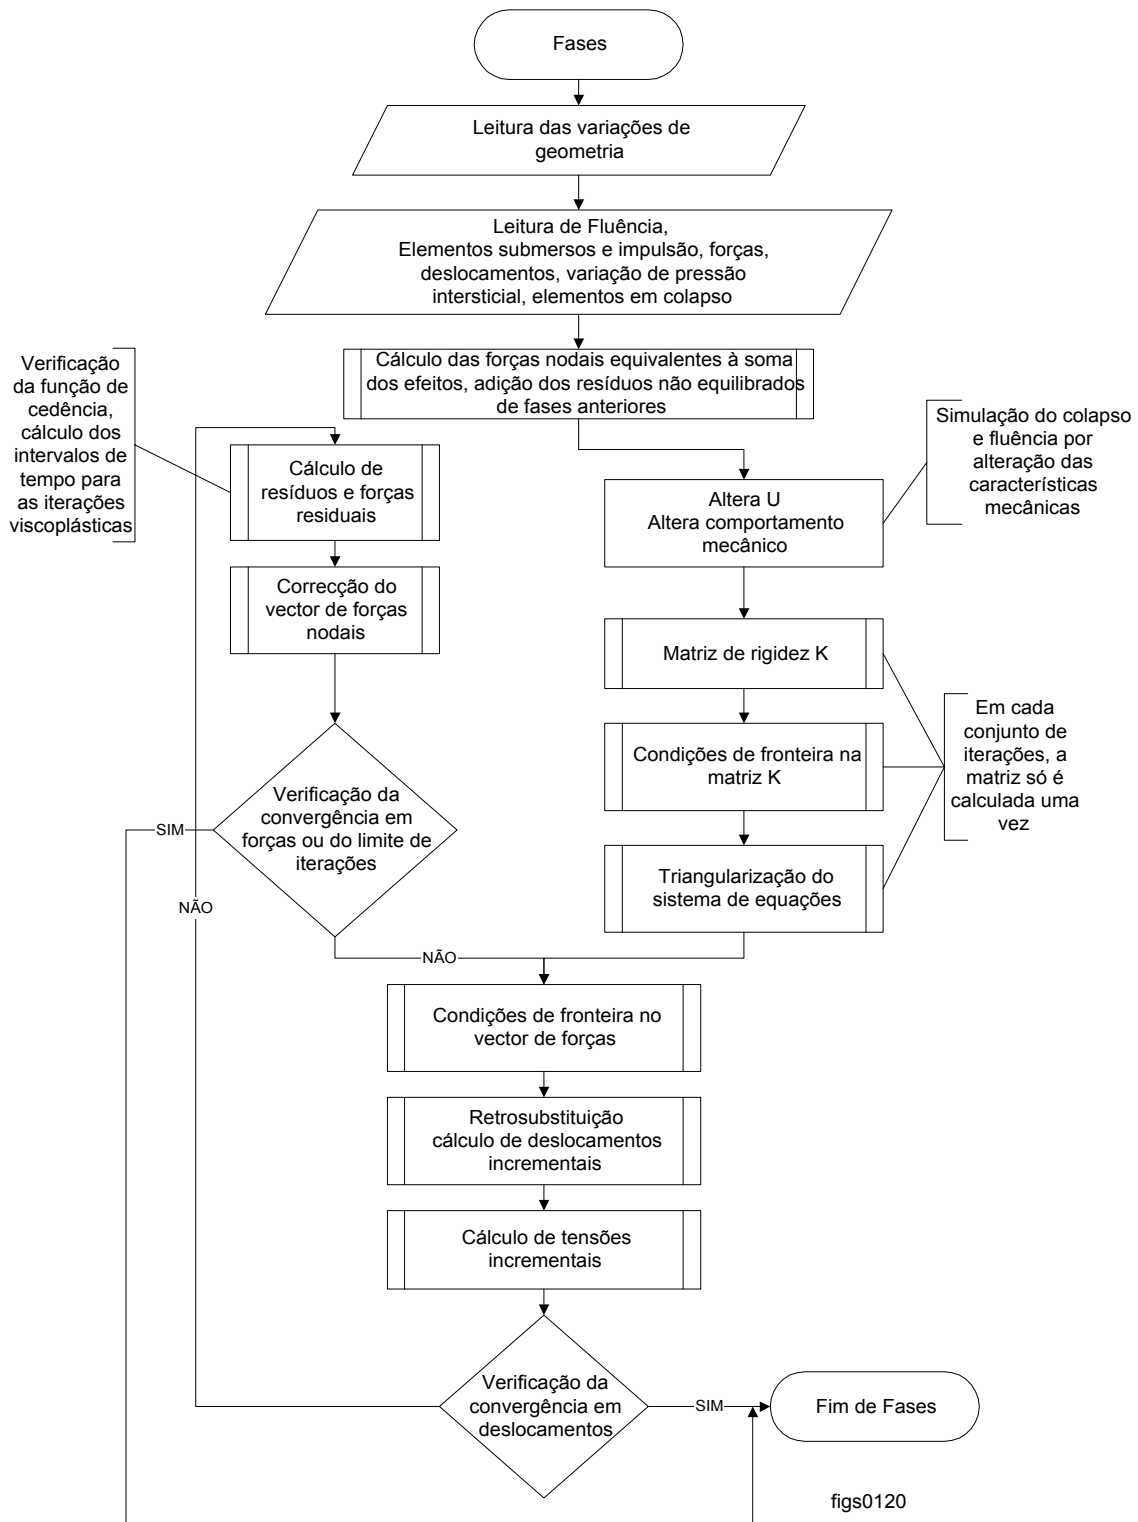 Fases
Leitura das variações de
geometria
Leitura de Fluência,
Elementos submersos e impulsão, forças,
deslocamentos, variação de pressão
intersticial, elementos em colapso
Cálculo das forças nodais equivalentes à soma
dos efeitos, adição dos resíduos não equilibrados
de fases anteriores
Verificação
da função de
cedência,
cálculo dos
intervalos de
tempo para
as iterações
viscoplásticas
Cálculo de
resíduos e forças
residuais
Correcção do
vector de forças
nodais
Verificação da
convergência em
forças ou do limite de
iterações
SIM
NÃO
NÃO
Altera U
Altera comportamento
mecânico
Simulação do colapso
e fluência por
alteração das
características
mecânicas
Matriz de rigidez K
Condições de fronteira na
matriz K
Triangularização do
sistema de equações
Em cada
conjunto de
iterações, a
matriz só é
calculada uma
vez
Condições de fronteira no
vector de forças
Retrosubstituição
cálculo de deslocamentos
incrementais
Cálculo de tensões
incrementais
Verificação da
convergência em
deslocamentos
SIM
Fim de Fases
figs0120